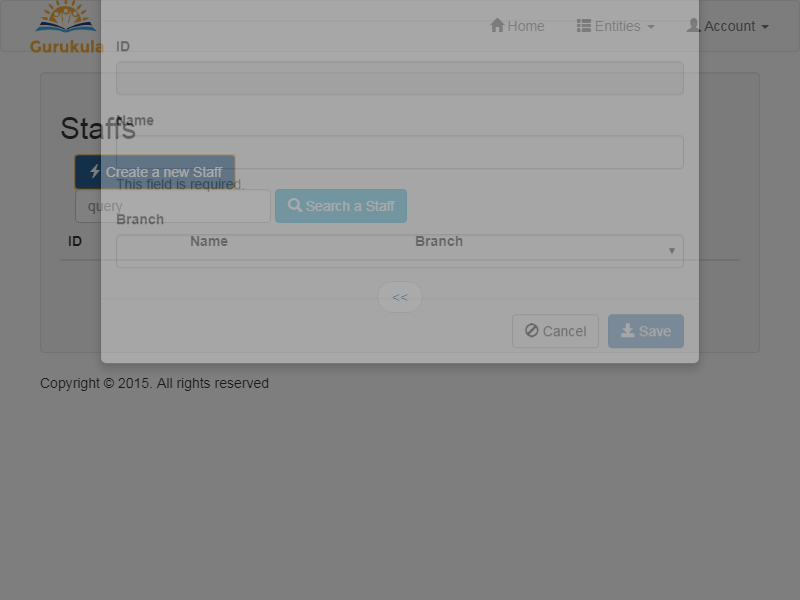 Gurukula
Home
Entities
Account
ID
Staffs
Name
Create a new Staff
This field is required.
query
Search a Staff
Branch
ID
Name
Branch
<<
Cancel
Save
Copyright © 2015. All rights reserved